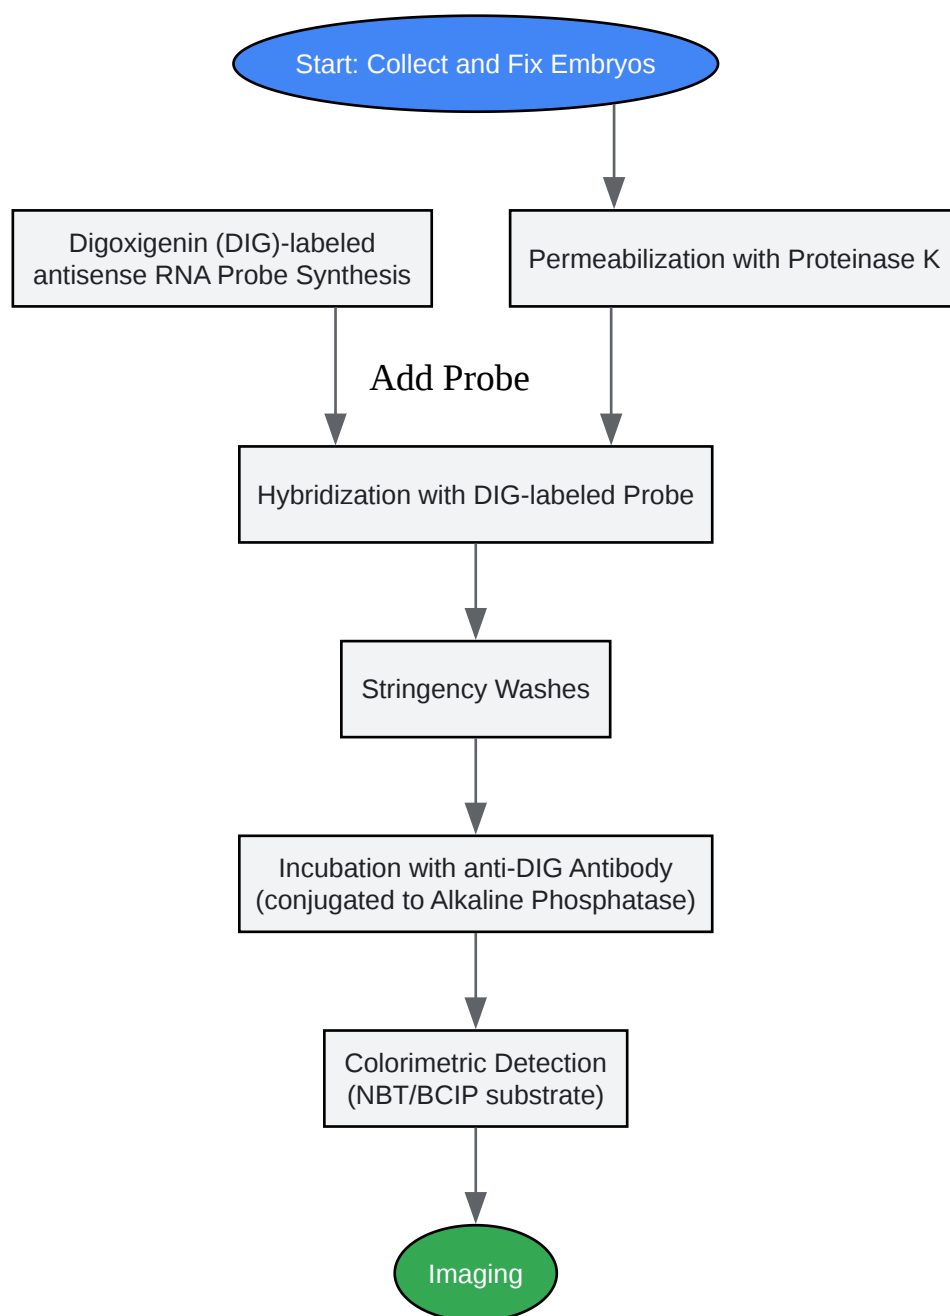 Start: Collect and Fix Embryos
Digoxigenin (DIG)-labeled
antisense RNA Probe Synthesis
Permeabilization with Proteinase K
Add Probe
Hybridization with DIG-labeled Probe
Stringency Washes
Incubation with anti-DIG Antibody
(conjugated to Alkaline Phosphatase)
Colorimetric Detection
(NBT/BCIP substrate)
Imaging